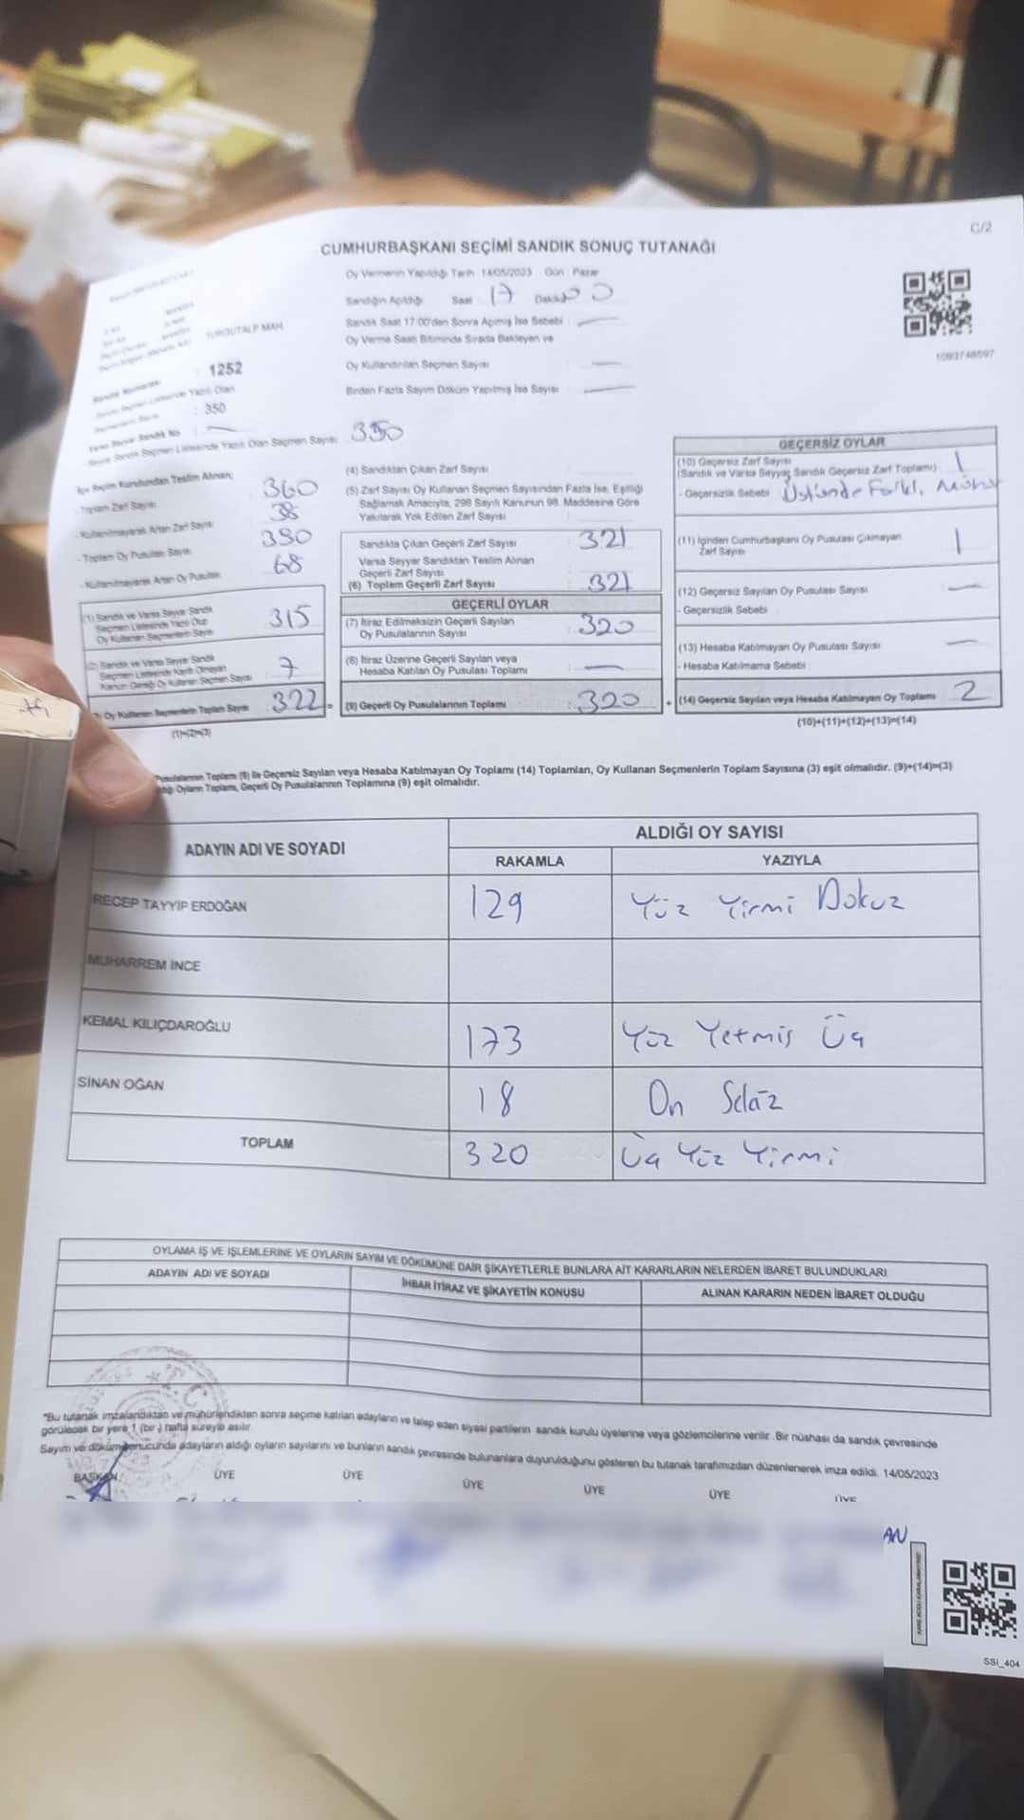 C/2
CUMHURBAŞKANI SEÇİMİ SANDIK SONUÇ TUTANAĞI
Oy Vermenin Yapıldığı Tarih 14/05/2023 Gün : Pazar
Sandığın Açıldığı Saat 17 Dakika 00
Sandık Saat 17:00'den Sonra Açılmış İse Sebebi :
Oy Verme Saati Bitiminde Sırada Bekleyen ve
Oy Kullandırılan Seçmen Sayısı
Birden Fazla Sayım Döküm Yapılmış İse Sayısı
1093748597
TURGUTALP MAH.
: 1252
: 350
Olan Seçmen Sayısı 350
İlçe Seçim Kurulundan Teslim Alınan;
- Toplam Zarf Sayısı 360
- Kullanılmayarak Artan Zarf Sayısı 38
- Toplam Oy Pusulası Sayısı
- Kullanılmayarak Artan Oy Pusulası 68
(1) Sandık ve Varsa Seyyar Sandık
Seçmen Listesinde Yazılı Olup
Oy Kullanan Seçmenlerin Sayısı 315
(2) Sandık ve Varsa Seyyar Sandık
Seçmen Listesinde Kayıtlı Olmayan
Kanun Gereği Oy Kullanan Seçmen Sayısı 7
Oy Kullanan Seçmenlerin Toplam Sayısı 322 =
(1)+(2)=(3)
(4) Sandıktan Çıkan Zarf Sayısı
(5) Zarf Sayısı Oy Kullanan Seçmen Sayısından Fazla İse, Eşitliği
Sağlamak Amacıyla, 298 Sayılı Kanunun 98. Maddesine Göre
Yakılarak Yok Edilen Zarf Sayısı
Sandıkta Çıkan Geçerli Zarf Sayısı 321
Varsa Seyyar Sandıktan Teslim Alınan
Geçerli Zarf Sayısı
(6) Toplam Geçerli Zarf Sayısı 321
GEÇERLİ OYLAR
(7) İtiraz Edilmeksizin Geçerli Sayılan
Oy Pusulalarının Sayısı 320
(8) İtiraz Üzerine Geçerli Sayılan veya
Hesaba Katılan Oy Pusulası Toplamı
(9) Geçerli Oy Pusulalarının Toplamı 320 +
GEÇERSİZ OYLAR
(10) Geçersiz Zarf Sayısı
(Sandık ve Varsa Seyyar Sandık Geçersiz Zarf Toplamı) 1
- Geçersizlik Sebebi Üstünde Farklı Mühür
(11) İçinden Cumhurbaşkanı Oy Pusulası Çıkmayan
Zarf Sayısı 1
(12) Geçersiz Sayılan Oy Pusulası Sayısı
- Geçersizlik Sebebi
(13) Hesaba Katılmayan Oy Pusulası Sayısı
- Hesaba Katılmama Sebebi
(14) Geçersiz Sayılan veya Hesaba Katılmayan Oy Toplamı 2
(10)+(11)+(12)+(13)=(14)
Pusulalarının Toplamı (9) ile Geçersiz Sayılan veya Hesaba Katılmayan Oy Toplamı (14) Toplamları, Oy Kullanan Seçmenlerin Toplam Sayısına (3) eşit olmalıdır. (9)+(14)=(3)
Oyların Toplamı, Geçerli Oy Pusulalarının Toplamına (9) eşit olmalıdır.
ADAYIN ADI VE SOYADI
ALDIĞI OY SAYISI
RAKAMLA YAZIYLA
RECEP TAYYİP ERDOĞAN 129 Yüz Yirmi Dokuz
MUHARREM İNCE
KEMAL KILIÇDAROĞLU 173 Yüz Yetmiş Üç
SİNAN OĞAN 18 On Sekiz
TOPLAM 320 Üç Yüz Yirmi
OYLAMA İŞ VE İŞLEMLERİNE VE OYLARIN SAYIM VE DÖKÜMÜNE DAİR ŞİKAYETLERLE BUNLARA AİT KARARLARIN NELERDEN İBARET BULUNDUKLARI
ADAYIN ADI VE SOYADI İHBAR İTİRAZ VE ŞİKAYETİN KONUSU ALINAN KARARIN NEDEN İBARET OLDUĞU
T.C
*Bu tutanak imzalandıktan ve mühürlendikten sonra seçime katılan adayların ve talep eden siyasi partilerin sandık kurulu üyelerine veya gözlemcilerine verilir. Bir nüshası da sandık çevresinde
görülecek bir yere 1 (bir) hafta süreyle asılır.
Sayım ve döküm sonucunda adayların aldığı oyların sayılarını ve bunların sandık çevresinde bulunanlara duyurulduğunu gösteren bu tutanak tarafımızdan düzenlenerek imza edildi. 14/05/2023
BAŞKAN ÜYE ÜYE ÜYE ÜYE ÜYE ÜYE
AN
SSI_404